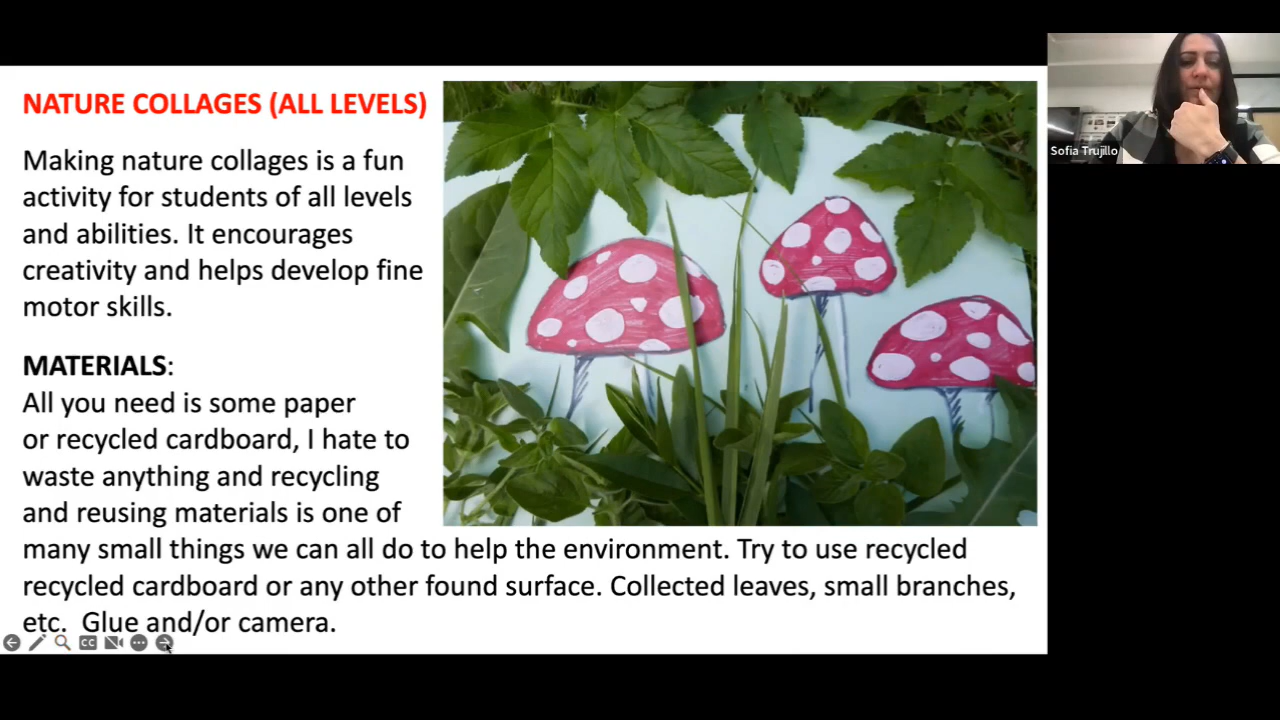 NATURE COLLAGES (ALL LEVELS)
Making nature collages is a fun
activity for students of all levels
and abilities. It encourages
creativity and helps develop fine
motor skills.
MATERIALS:
All you need is some paper
or recycled cardboard, I hate to
waste anything and recycling
and reusing materials is one of
many small things we can all do to help the environment. Try to use recycled
recycled cardboard or any other found surface. Collected leaves, small branches,
etc. Glue and/or camera.
CC
Sofia Trujillo